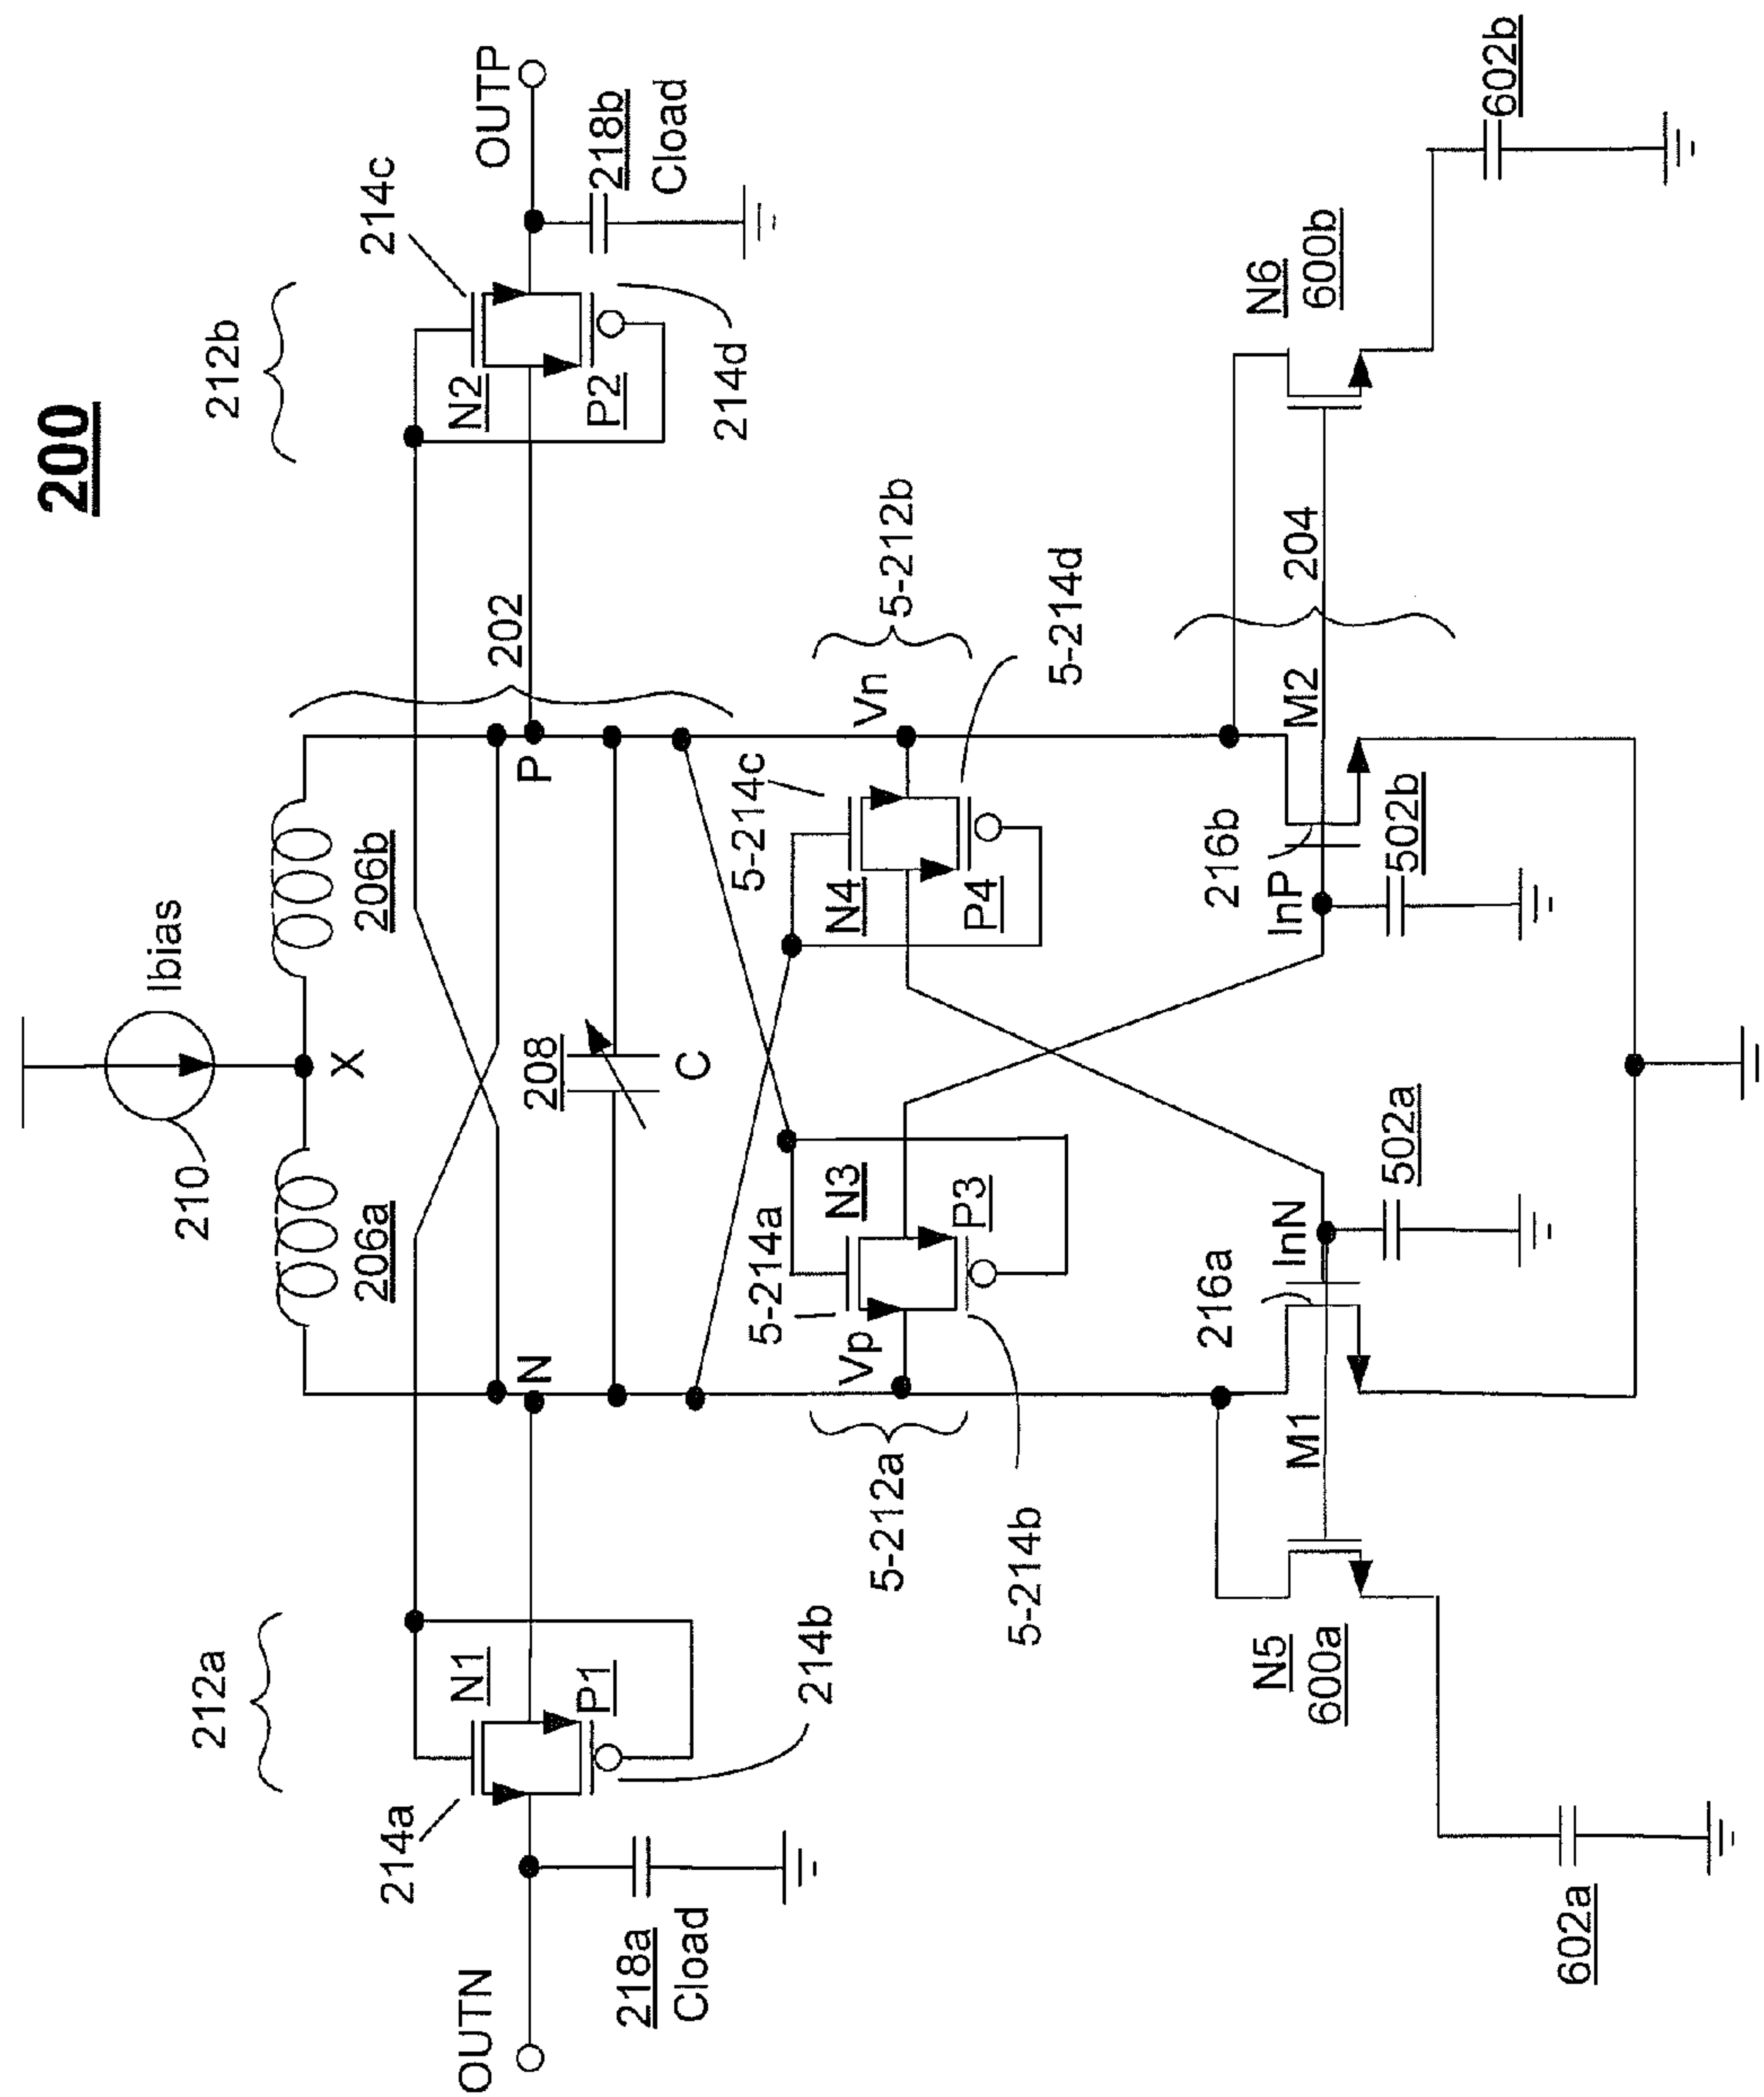 200
Ibias
210
X
206a
206b
212a
212b
214a
N1
P1
214b
OUTN
218a
Cload
N
P
202
208
C
N2
P2
214c
214d
OUTP
218b
Cload
5-214a
N3
P3
Vp
5-212a
5-214b
5-214c
N4
P4
Vn
5-212b
5-214d
216a
InN
M1
502a
216b
InP
M2
502b
204
N5
600a
602a
N6
600b
602b